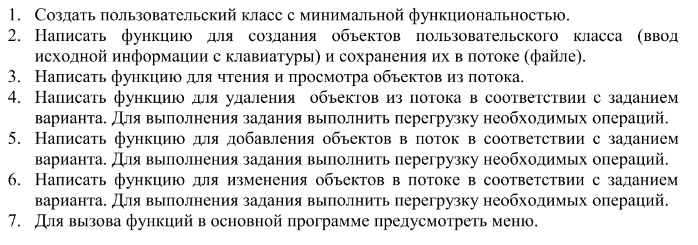 1. Создать пользовательский класс с минимальной функциональностью.
2. Написать функцию для создания объектов пользовательского класса (ввод
исходной информации с клавиатуры) и сохранения их в потоке (файле).
3. Написать функцию для чтения и просмотра объектов из потока.
4. Написать функцию для удаления объектов из потока в соответствии с заданием
варианта. Для выполнения задания выполнить перегрузку необходимых операций.
5. Написать функцию для добавления объектов в поток в соответствии с заданием
варианта. Для выполнения задания выполнить перегрузку необходимых операций.
6. Написать функцию для изменения объектов в потоке в соответствии с заданием
варианта. Для выполнения задания выполнить перегрузку необходимых операций.
7. Для вызова функций в основной программе предусмотреть меню.